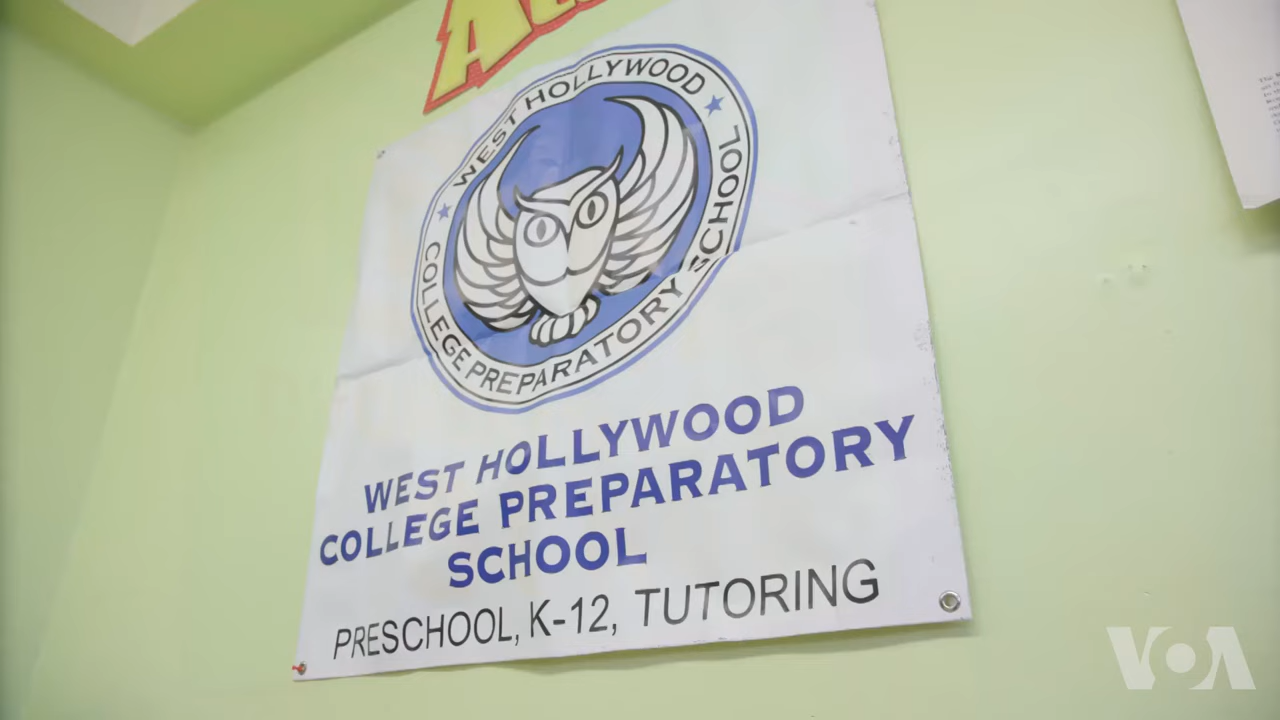 WEST HOLLYWOOD
COLLEGE PREPARATORY SCHOOL
WEST HOLLYWOOD
COLLEGE PREPARATORY
SCHOOL
PRESCHOOL, K-12, TUTORING
VOA